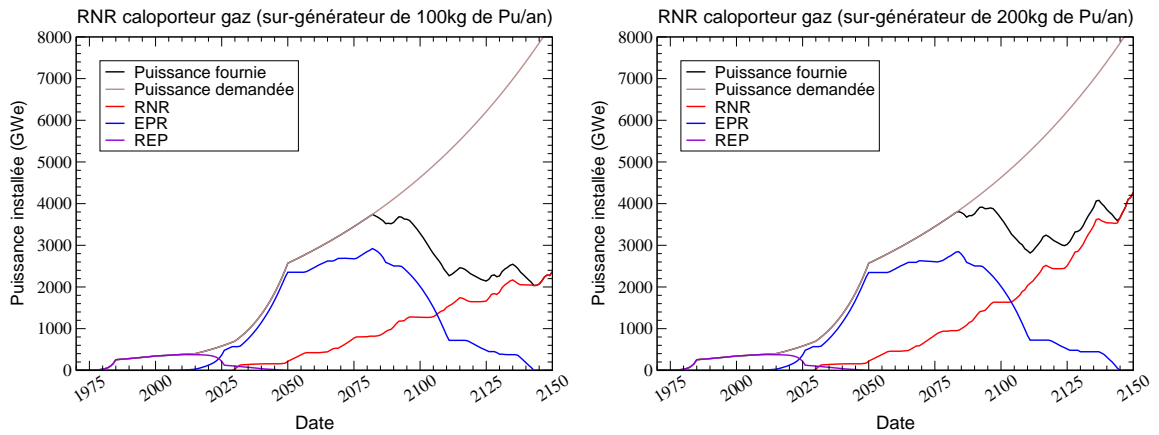 RNR caloporteur gaz (sur-générateur de 100kg de Pu/an)
8000
7000
6000
5000
4000
3000
2000
1000
0
Puissance installée (GWe)
Puissance fournie
Puissance demandée
RNR
EPR
REP
1975
2000
2025
2050
2075
2100
2125
2150
Date
RNR caloporteur gaz (sur-générateur de 200kg de Pu/an)
8000
7000
6000
5000
4000
3000
2000
1000
0
Puissance installée (GWe)
Puissance fournie
Puissance demandée
RNR
EPR
REP
1975
2000
2025
2050
2075
2100
2125
2150
Date